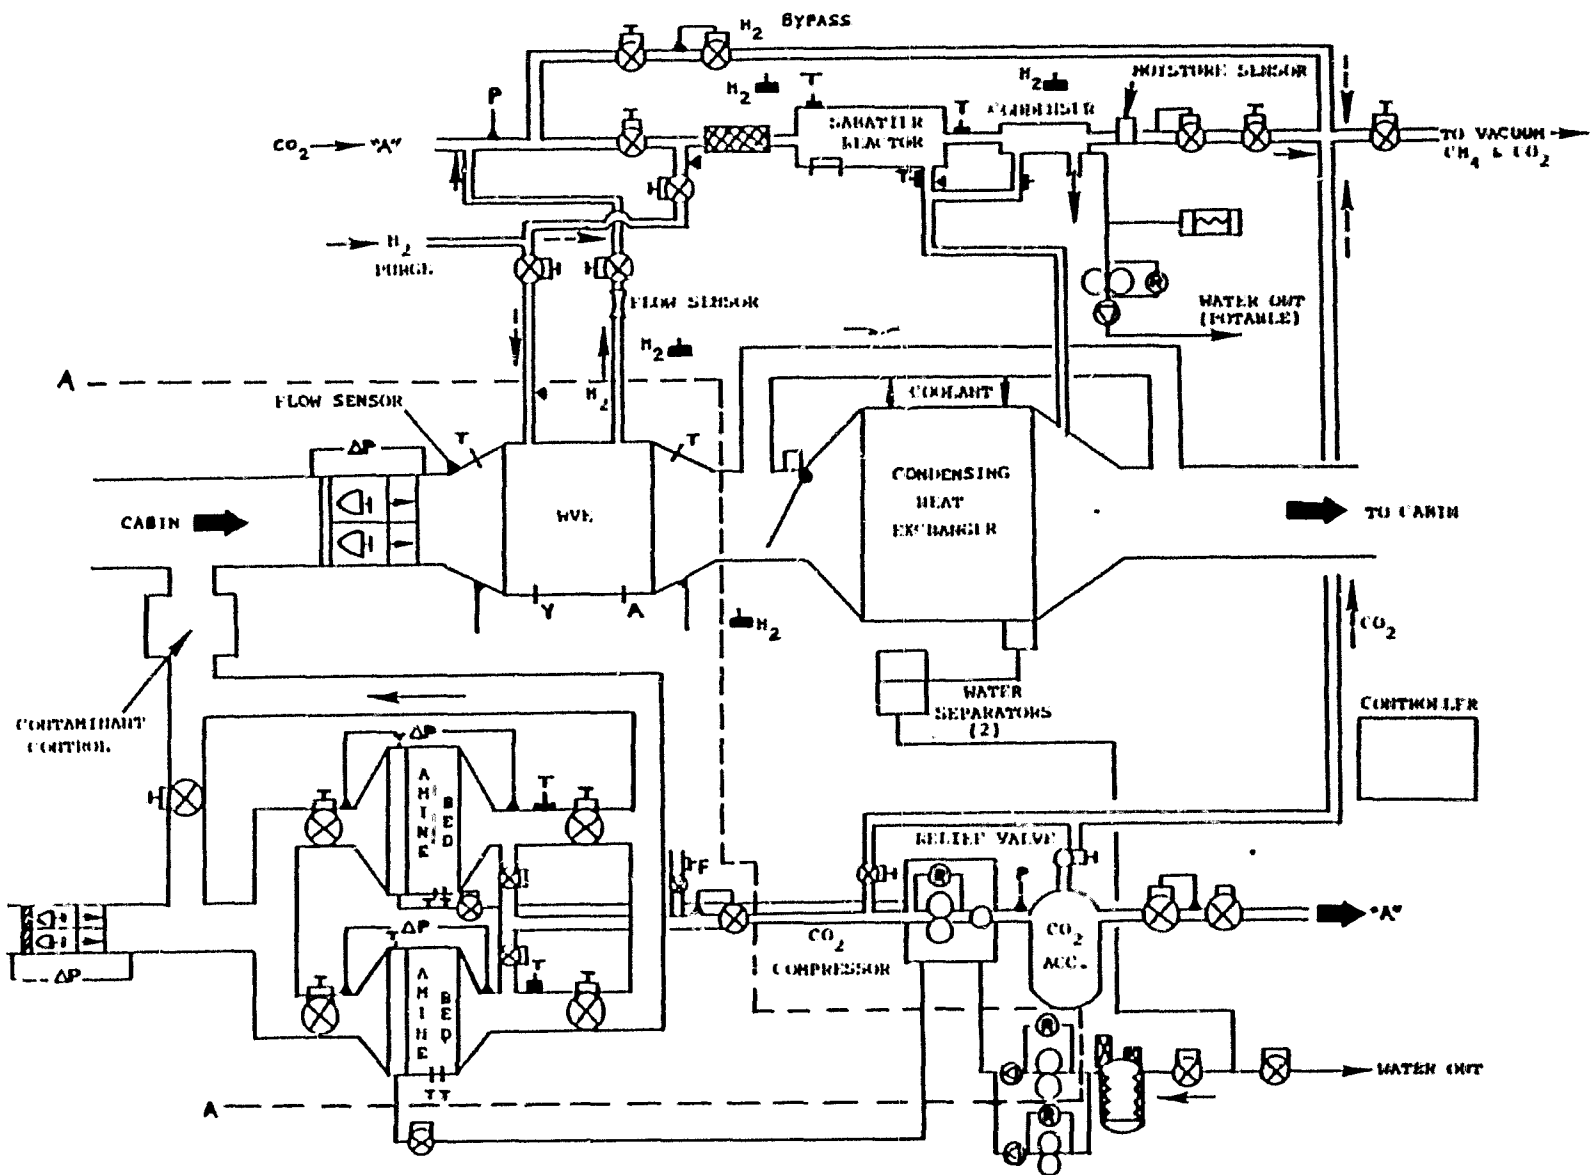 H2 BYPASS
H2
T
H2
MOISTURE SENSOR
P
T
CONDENSER
CO2
"A"
SABATIER
REACTOR
TO VACUUM
CH4 & CO2
T
H2
PURGE
FLOW SENSOR
WATER OUT
(POTABLE)
H2
A
H2
FLOW SENSOR
COOLANT
ΔP
T
T
CABIN
WVE
CONDENSING
HEAT
EXCHANGER
TO CABIN
Y
A
H2
CO2
CONTAMINANT
CONTROL
WATER
SEPARATORS
(2)
CONTROLLER
ΔP
AMINE
BED
T
T T
RELIEF VALVE
F
P
ΔP
CO2
COMPRESSOR
CO2
ACC.
"A"
ΔP
AMINE
BED
T
T T
A
WATER OUT